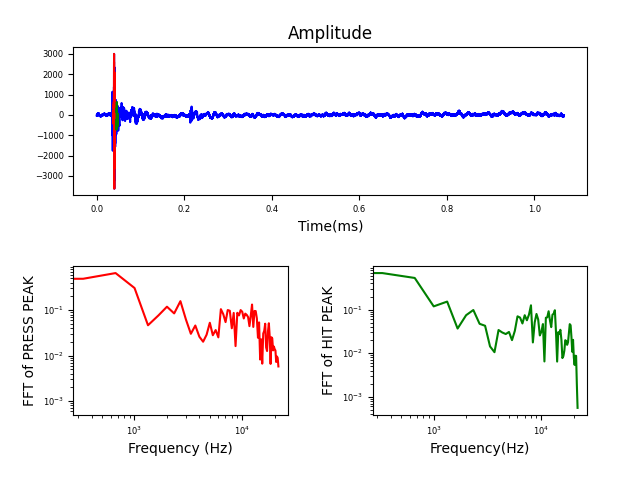 Amplitude
3000
2000
1000
0
−1000
−2000
−3000
0.0 0.2 0.4 0.6 0.8 1.0
Time(ms)
FFT of PRESS PEAK
10⁻¹
10⁻²
10⁻³
10³ 10⁴
Frequency (Hz)
FFT of HIT PEAK
10⁻¹
10⁻²
10⁻³
10³ 10⁴
Frequency(Hz)